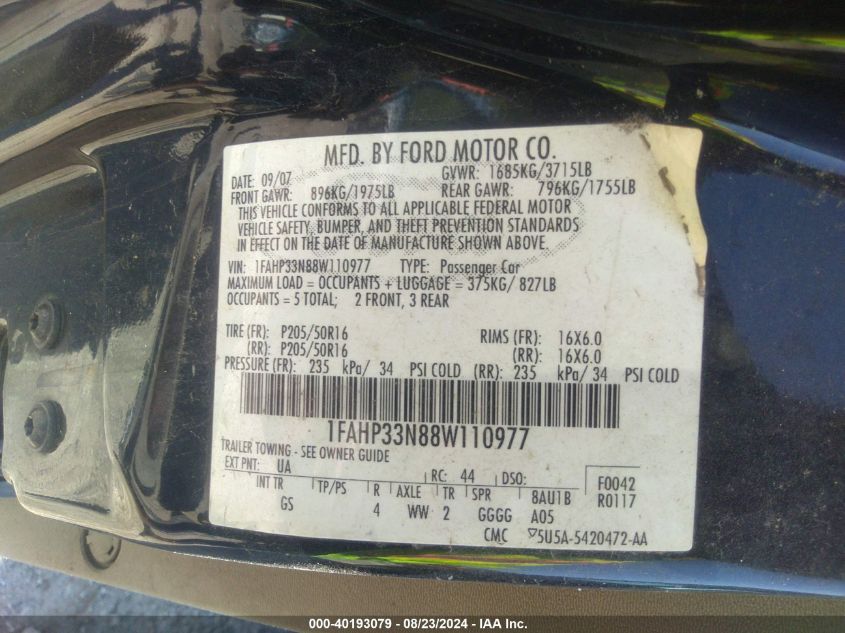 MFD. BY FORD MOTOR CO.
DATE: 09/07 GVWR: 1685KG/3715LB
FRONT GAWR: 896KG/1975LB REAR GAWR: 796KG/1755LB
THIS VEHICLE CONFORMS TO ALL APPLICABLE FEDERAL MOTOR
VEHICLE SAFETY, BUMPER, AND THEFT PREVENTION STANDARDS
IN EFFECT ON THE DATE OF MANUFACTURE SHOWN ABOVE.
VIN: 1FAHP33N88W110977 TYPE: Passenger Car
MAXIMUM LOAD = OCCUPANTS + LUGGAGE = 375KG/ 827LB
OCCUPANTS = 5 TOTAL; 2 FRONT, 3 REAR
TIRE (FR): P205/50R16 RIMS (FR): 16X6.0
(RR): P205/50R16 (RR): 16X6.0
PRESSURE (FR): 235 kPa/ 34 PSI COLD (RR): 235 kPa/ 34 PSI COLD
1FAHP33N88W110977
TRAILER TOWING - SEE OWNER GUIDE
EXT PNT: UA RC: 44 DSO: F0042
INT TR TP/PS R AXLE TR SPR 8AU1B R0117
GS 4 WW 2 GGGG A05
CMC 5U5A-5420472-AA
000-40193079 - 08/23/2024 - IAA Inc.